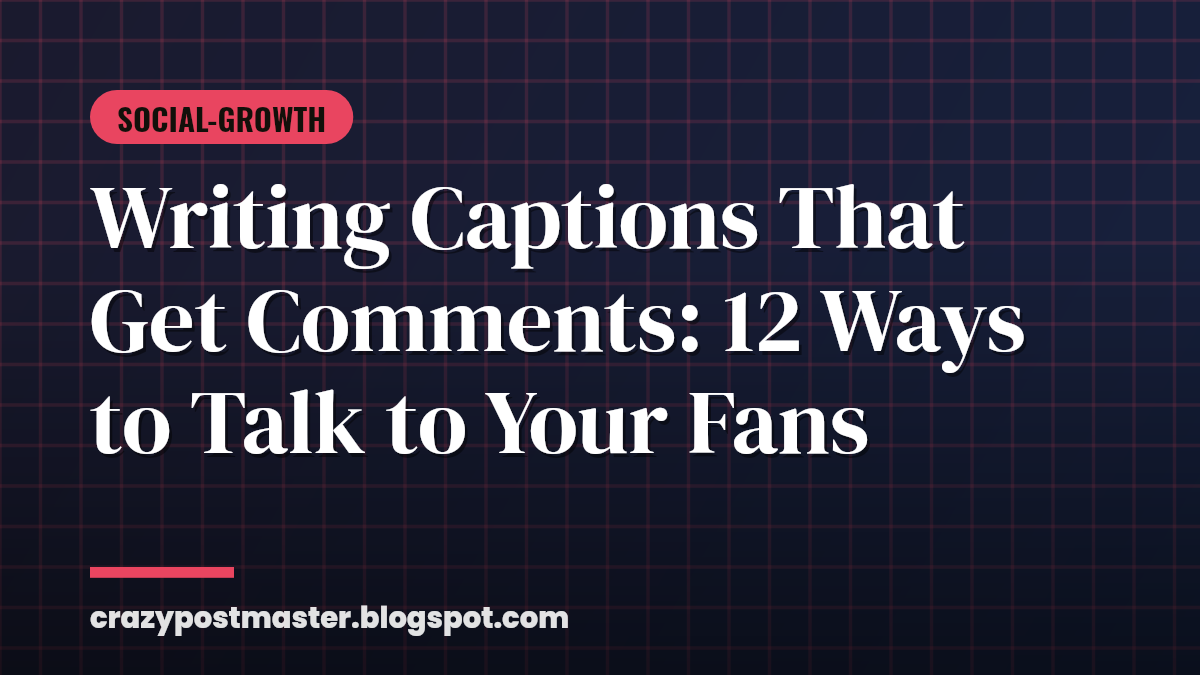 SOCIAL-GROWTH
Writing Captions That
Get Comments: 12 Ways
to Talk to Your Fans
crazypostmaster.blogspot.com